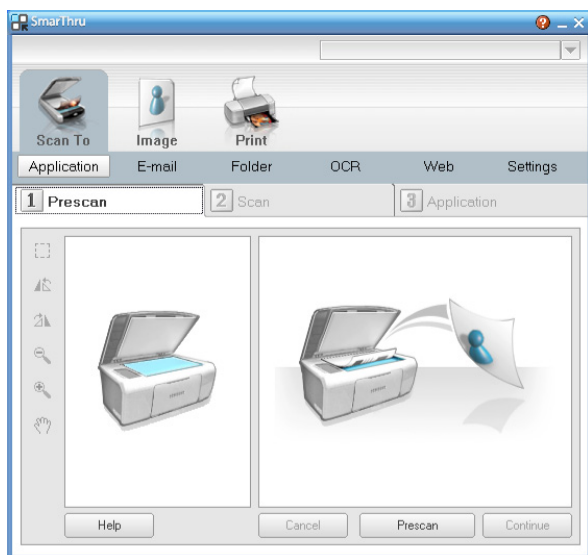 SmarThru
Scan To Image Print
Application E-mail Folder OCR Web Settings
1 Prescan 2 Scan 3 Application
Help Cancel Prescan Continue